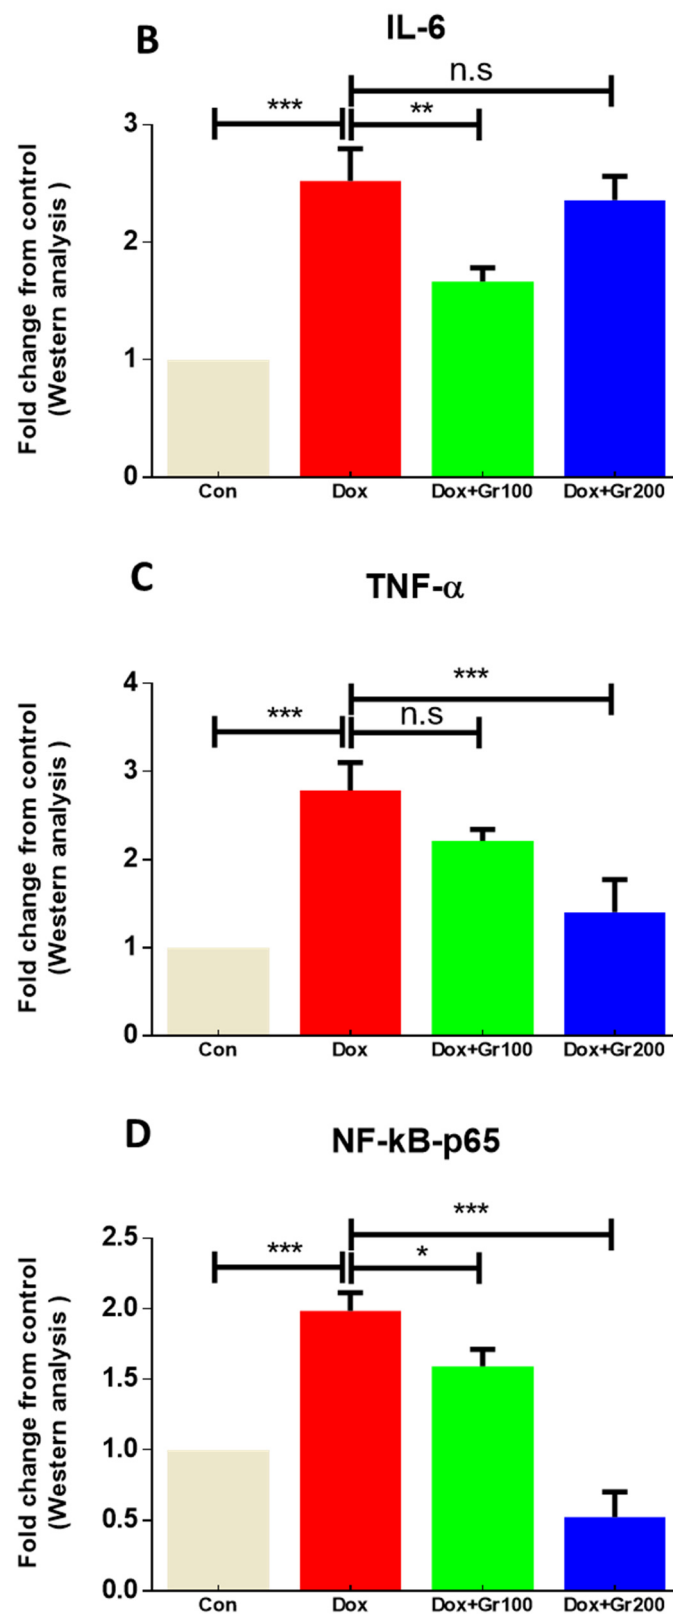 B
IL-6
n.s
*** **
Fold change from control
(Western analysis )
3
2
1
0
Con Dox Dox+Gr100 Dox+Gr200
C
TNF-α
***
*** n.s
Fold change from control
(Western analysis )
4
3
2
1
0
Con Dox Dox+Gr100 Dox+Gr200
D
NF-kB-p65
***
*** *
Fold change from control
(Western analysis )
2.5
2.0
1.5
1.0
0.5
0.0
Con Dox Dox+Gr100 Dox+Gr200